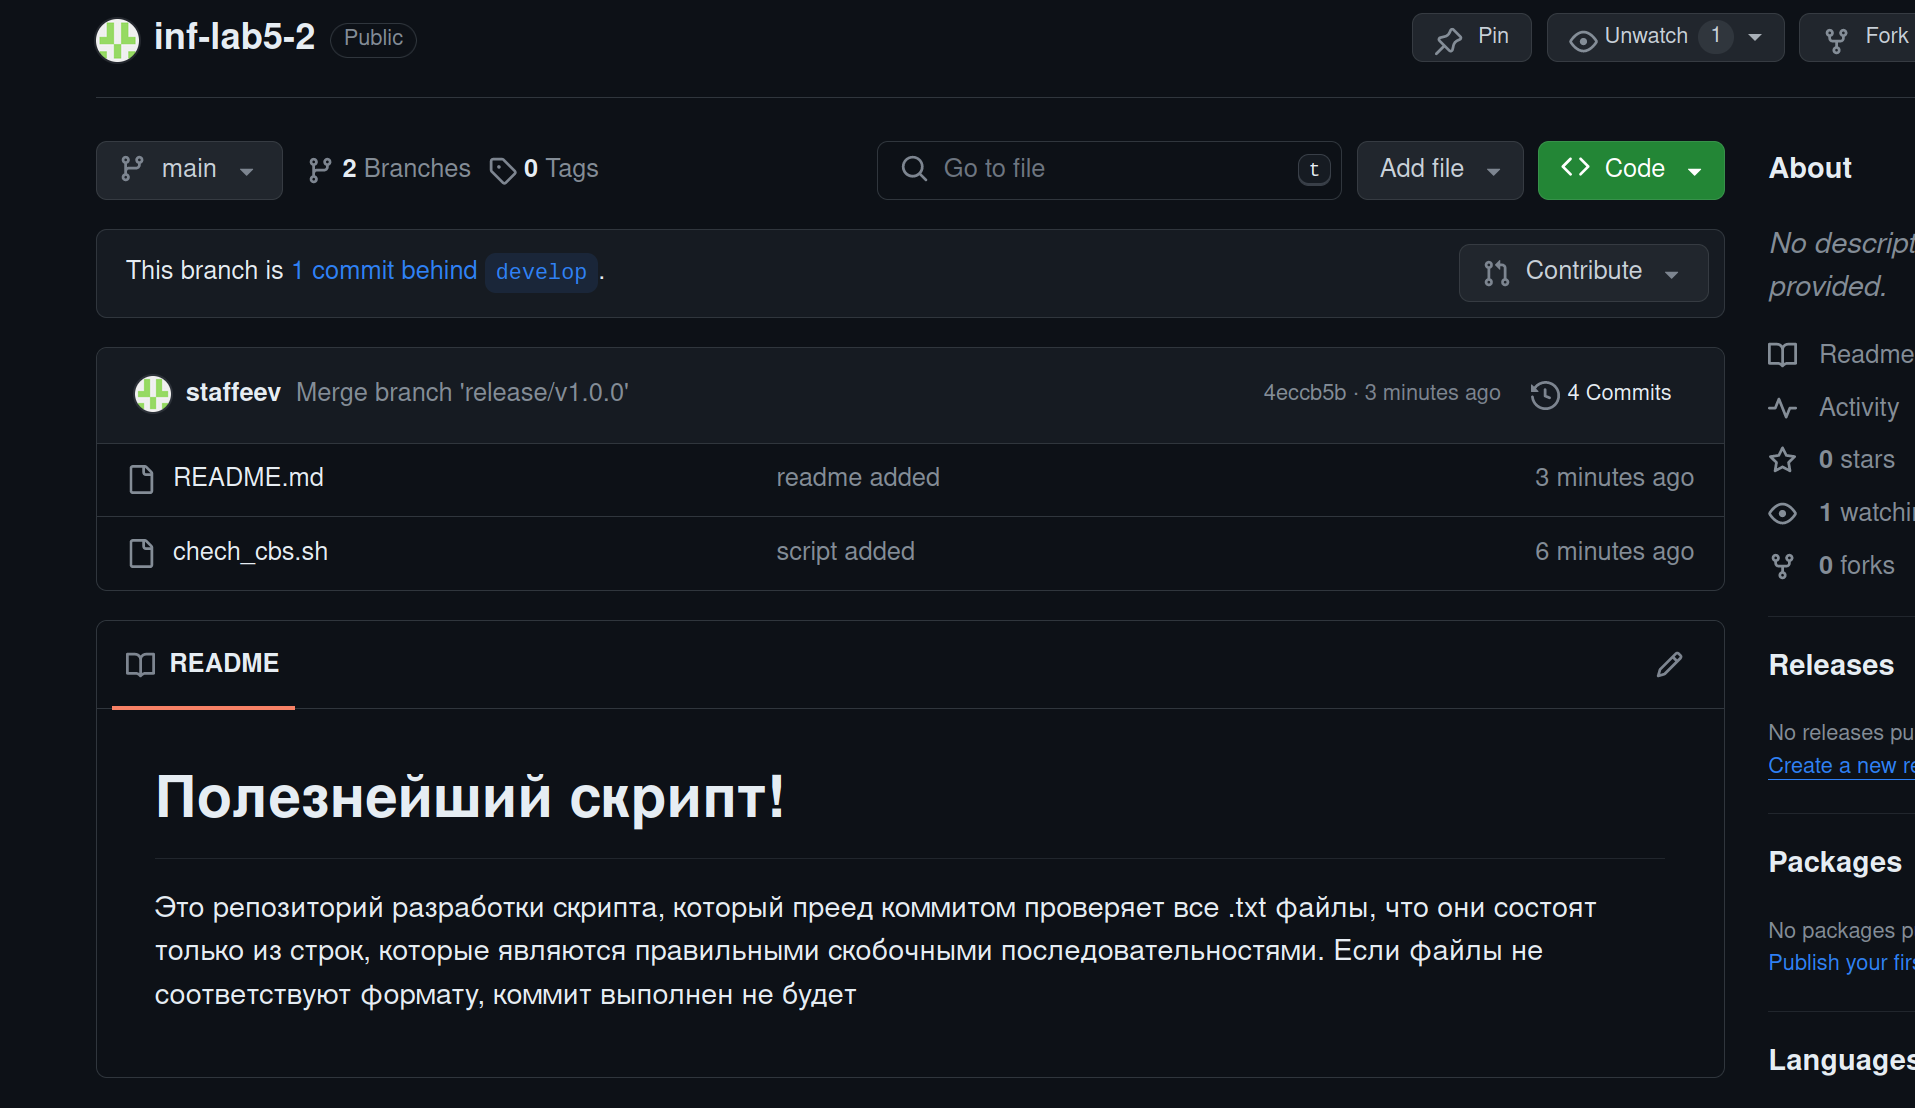 inf-lab5-2 Public Pin Unwatch 1 Fork
main 2 Branches 0 Tags Go to file t Add file Code
This branch is 1 commit behind develop . Contribute
staffeev Merge branch 'release/v1.0.0' 4eccb5b · 3 minutes ago 4 Commits
README.md readme added 3 minutes ago
chech_cbs.sh script added 6 minutes ago
README
Полезнейший скрипт!
Это репозиторий разработки скрипта, который преед коммитом проверяет все .txt файлы, что они состоят
только из строк, которые являются правильными скобочными последовательностями. Если файлы не
соответствуют формату, коммит выполнен не будет
About
No descript
provided.
Readme
Activity
0 stars
1 watchi
0 forks
Releases
No releases pu
Create a new re
Packages
No packages p
Publish your firs
Languages